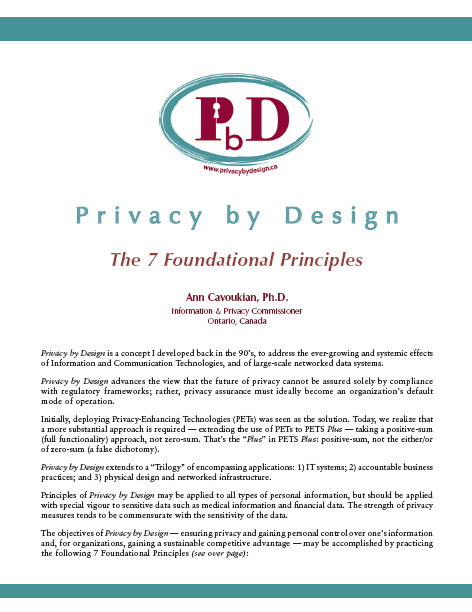 PbD
www.privacybydesign.ca
Privacy by Design
The 7 Foundational Principles
Ann Cavoukian, Ph.D.
Information & Privacy Commissioner
Ontario, Canada
Privacy by Design is a concept I developed back in the 90’s, to address the ever-growing and systemic effects
of Information and Communication Technologies, and of large-scale networked data systems.
Privacy by Design advances the view that the future of privacy cannot be assured solely by compliance
with regulatory frameworks; rather, privacy assurance must ideally become an organization’s default
mode of operation.
Initially, deploying Privacy-Enhancing Technologies (PETs) was seen as the solution. Today, we realize that
a more substantial approach is required — extending the use of PETs to PETS Plus — taking a positive-sum
(full functionality) approach, not zero-sum. That’s the “Plus” in PETS Plus: positive-sum, not the either/or
of zero-sum (a false dichotomy).
Privacy by Design extends to a “Trilogy” of encompassing applications: 1) IT systems; 2) accountable business
practices; and 3) physical design and networked infrastructure.
Principles of Privacy by Design may be applied to all types of personal information, but should be applied
with special vigour to sensitive data such as medical information and financial data. The strength of privacy
measures tends to be commensurate with the sensitivity of the data.
The objectives of Privacy by Design — ensuring privacy and gaining personal control over one’s information
and, for organizations, gaining a sustainable competitive advantage — may be accomplished by practicing
the following 7 Foundational Principles (see over page):